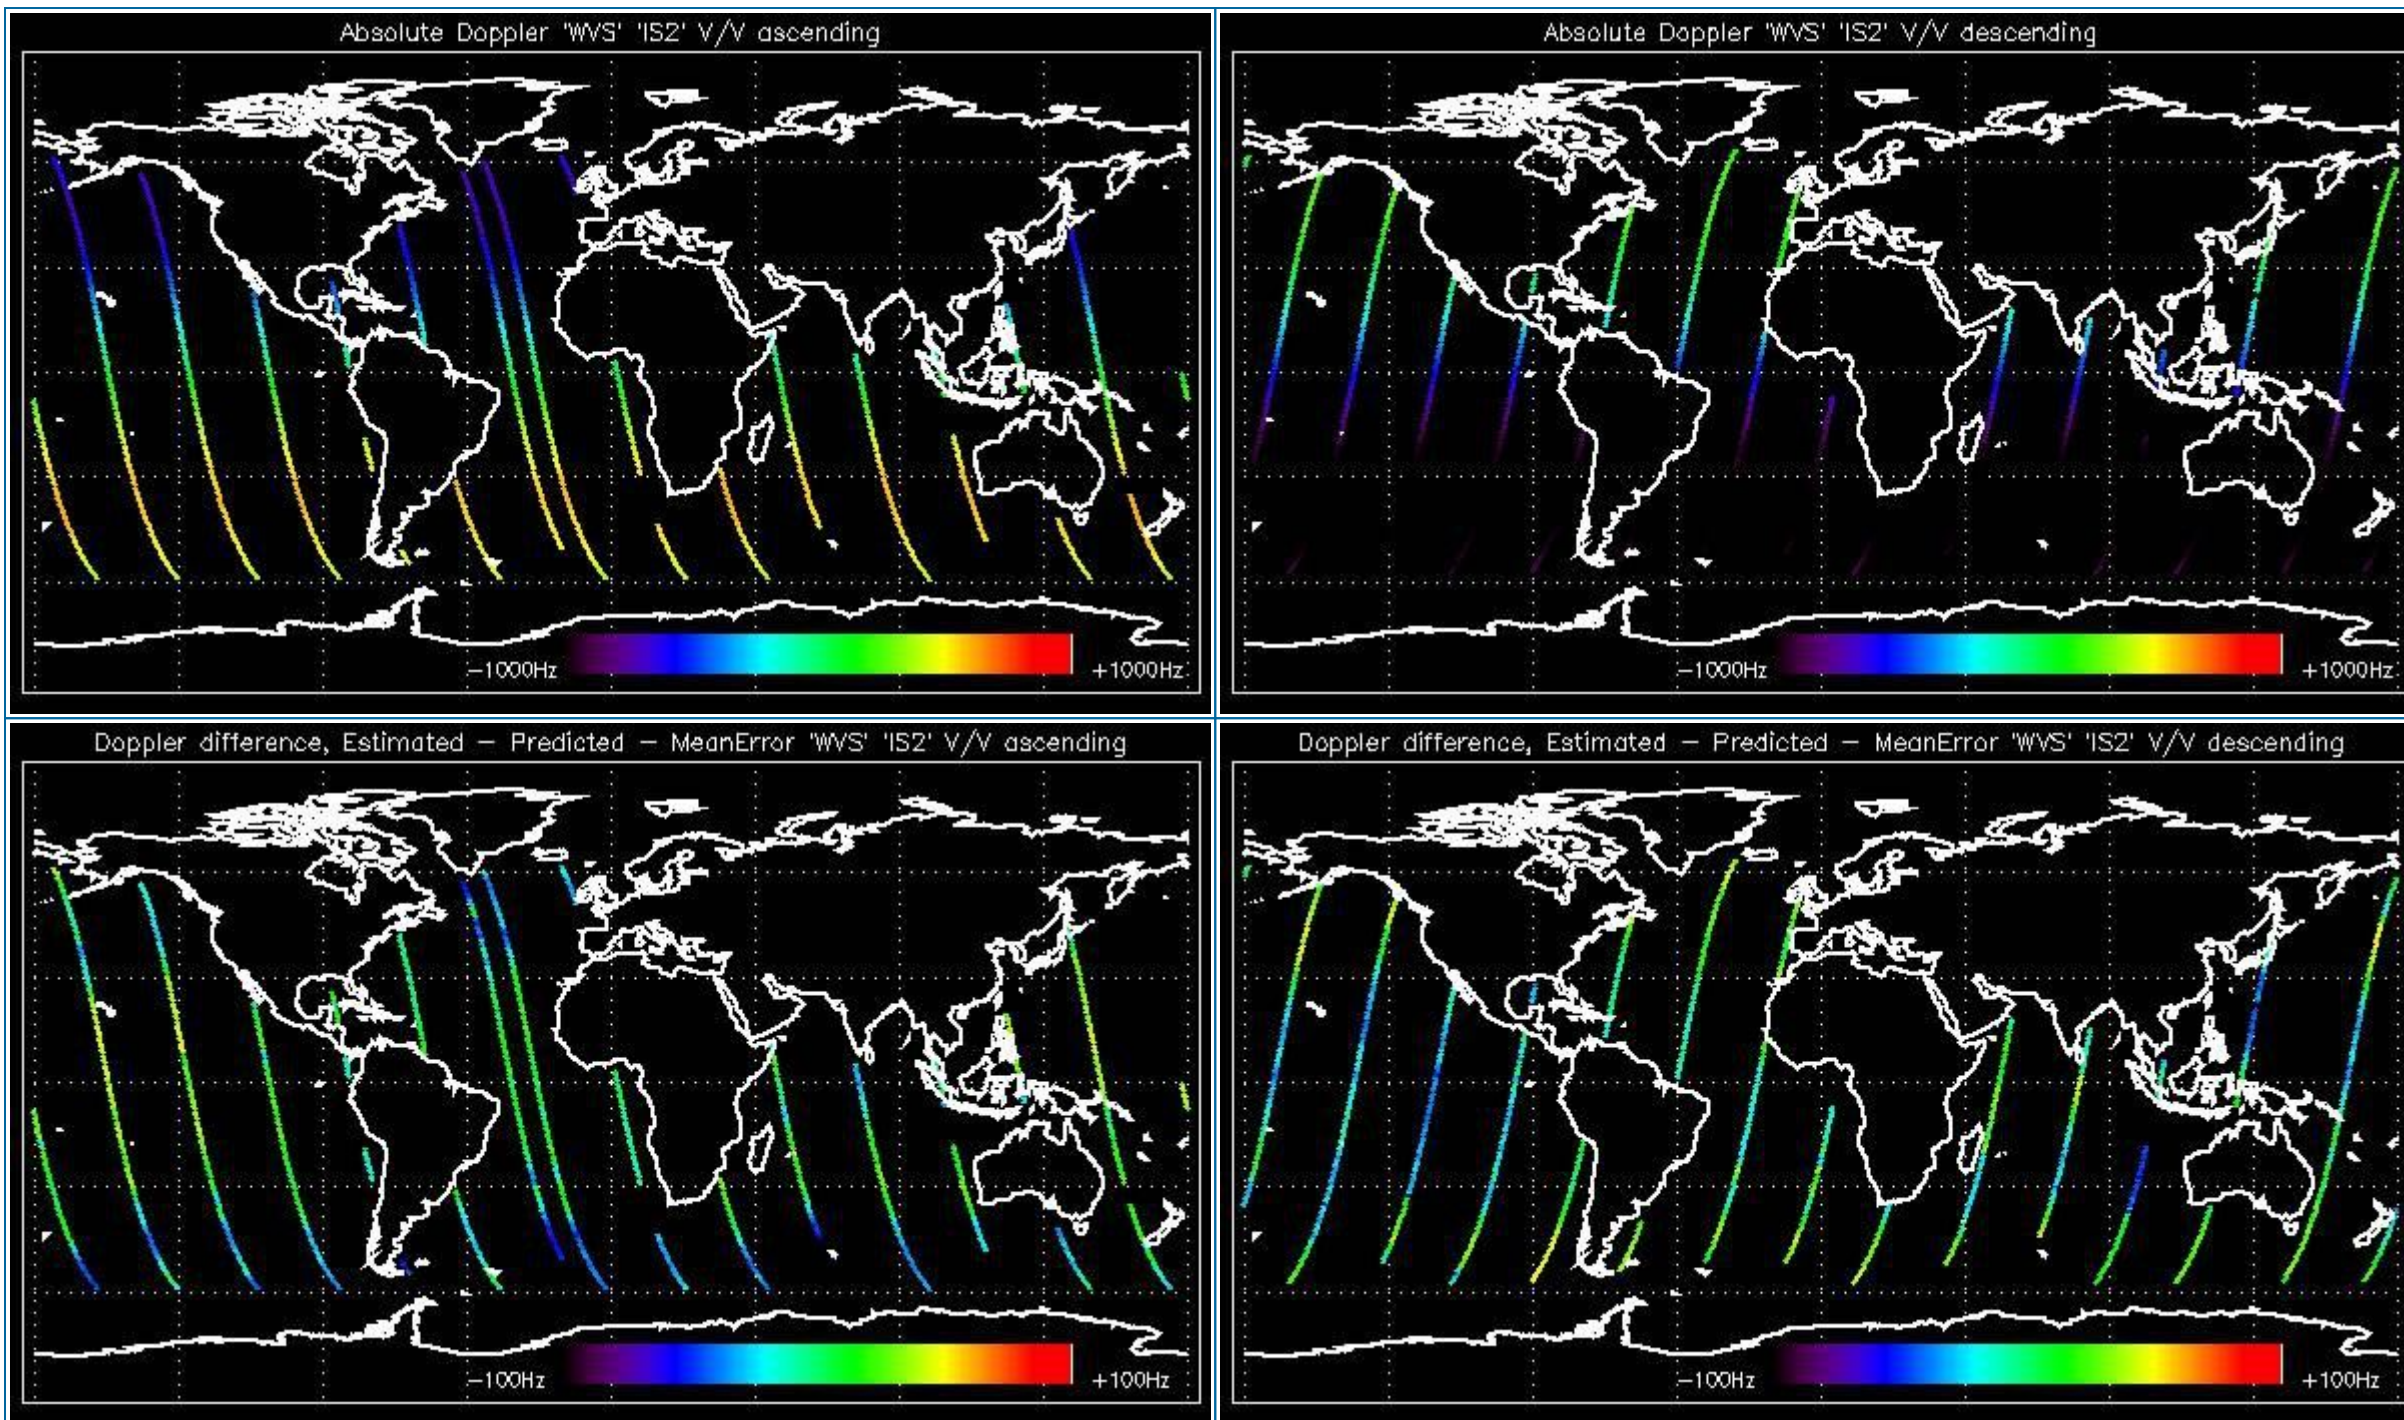 Absolute Doppler 'WVS' 'IS2' V/V ascending
-1000Hz
+1000Hz
Absolute Doppler 'WVS' 'IS2' V/V descending
-1000Hz
+1000Hz
Doppler difference, Estimated - Predicted - MeanError 'WVS' 'IS2' V/V ascending
-100Hz
+100Hz
Doppler difference, Estimated - Predicted - MeanError 'WVS' 'IS2' V/V descending
-100Hz
+100Hz